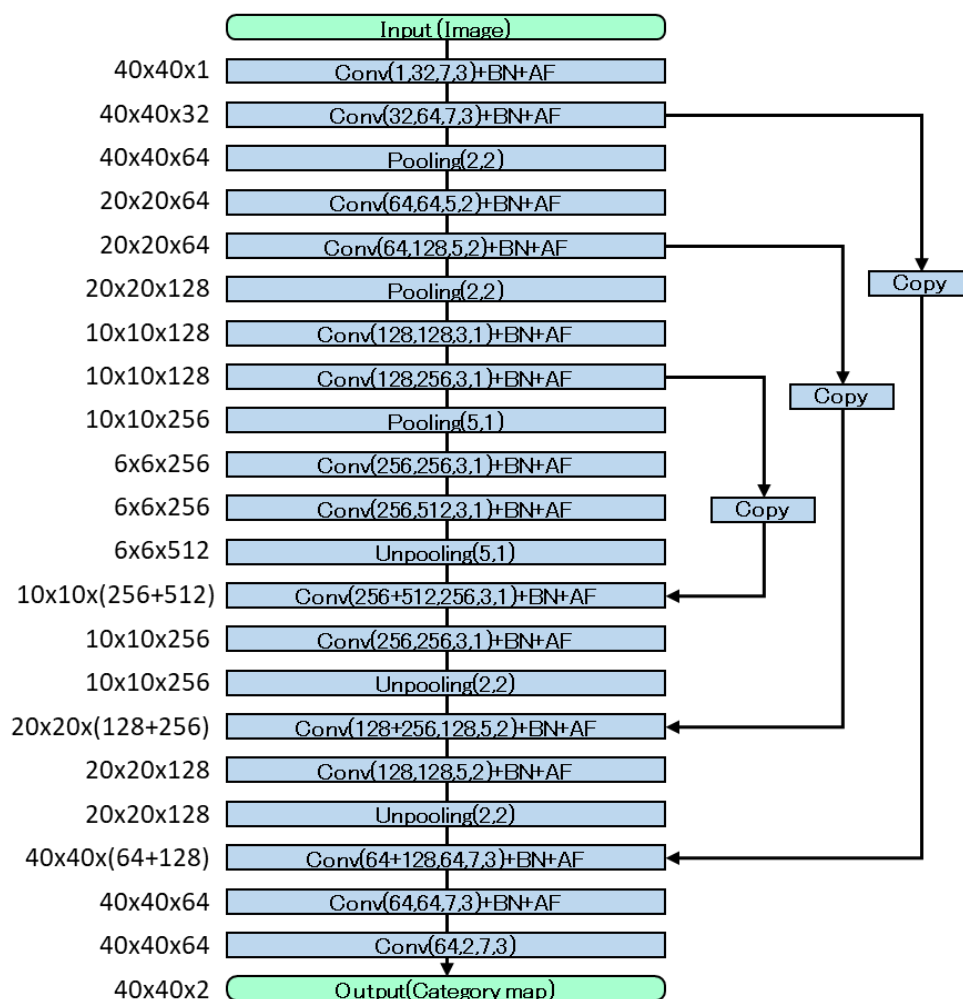 Input(Image)
40x40x1 Conv(1,32,7,3)+BN+AF
40x40x32 Conv(32,64,7,3)+BN+AF
40x40x64 Pooling(2,2)
20x20x64 Conv(64,64,5,2)+BN+AF
20x20x64 Conv(64,128,5,2)+BN+AF
20x20x128 Pooling(2,2) Copy
10x10x128 Conv(128,128,3,1)+BN+AF
10x10x128 Conv(128,256,3,1)+BN+AF
Copy
10x10x256 Pooling(5,1)
6x6x256 Conv(256,256,3,1)+BN+AF
6x6x256 Conv(256,512,3,1)+BN+AF Copy
6x6x512 Unpooling(5,1)
10x10x(256+512) Conv(256+512,256,3,1)+BN+AF
10x10x256 Conv(256,256,3,1)+BN+AF
10x10x256 Unpooling(2,2)
20x20x(128+256) Conv(128+256,128,5,2)+BN+AF
20x20x128 Conv(128,128,5,2)+BN+AF
20x20x128 Unpooling(2,2)
40x40x(64+128) Conv(64+128,64,7,3)+BN+AF
40x40x64 Conv(64,64,7,3)+BN+AF
40x40x64 Conv(64,2,7,3)
40x40x2 Output(Category map)